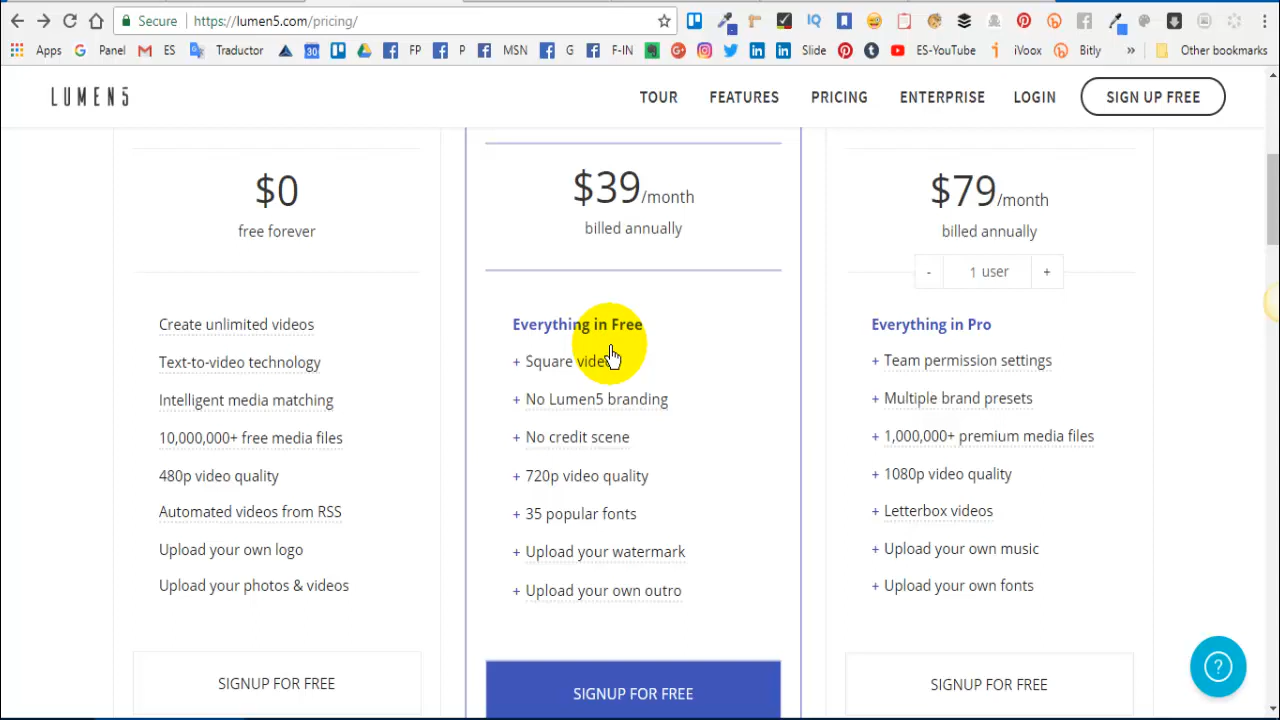 Secure https://lumen5.com/pricing/
Apps Panel ES Traductor 30 FP P MSN G F-IN Slide ES-YouTube iVoox Bitly » Other bookmarks
LUMEN5 TOUR FEATURES PRICING ENTERPRISE LOGIN SIGN UP FREE
$0
free forever
Create unlimited videos
Text-to-video technology
Intelligent media matching
10,000,000+ free media files
480p video quality
Automated videos from RSS
Upload your own logo
Upload your photos & videos
SIGNUP FOR FREE
$39/month
billed annually
Everything in Free
+ Square video
+ No Lumen5 branding
+ No credit scene
+ 720p video quality
+ 35 popular fonts
+ Upload your watermark
+ Upload your own outro
SIGNUP FOR FREE
$79/month
billed annually
- 1 user +
Everything in Pro
+ Team permission settings
+ Multiple brand presets
+ 1,000,000+ premium media files
+ 1080p video quality
+ Letterbox videos
+ Upload your own music
+ Upload your own fonts
SIGNUP FOR FREE
?